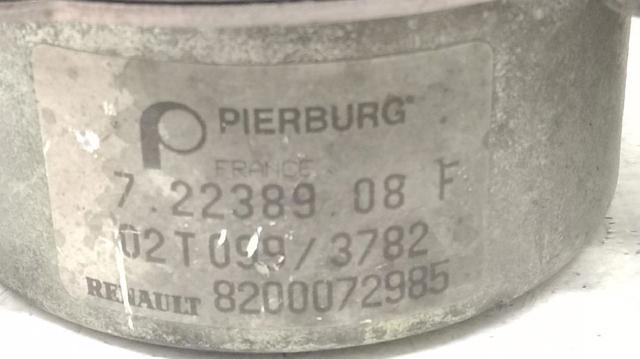 PIERBURG
FRANCE
7.22389.08 F
02T099/3782
RENAULT 8200072985